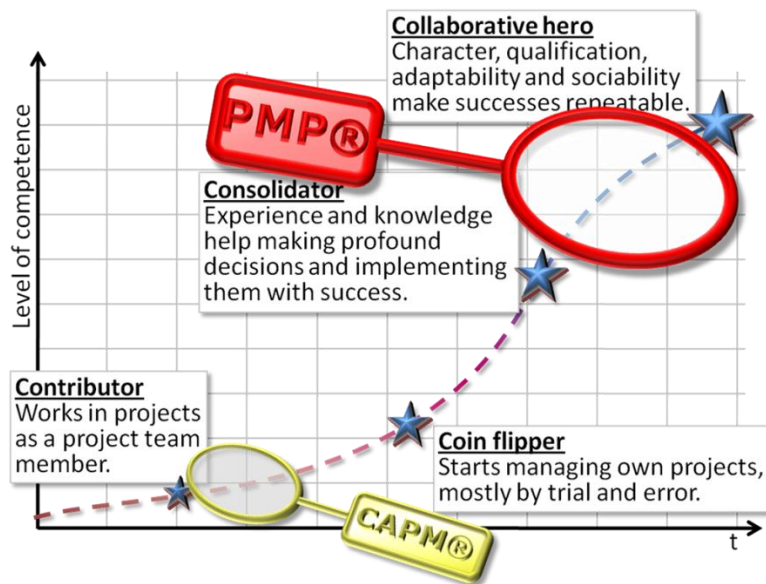 Collaborative hero
Character, qualification,
adaptability and sociability
make successes repeatable.
PMP®
Consolidator
Experience and knowledge
help making profound
decisions and implementing
them with success.
Level of competence
Contributor
Works in projects
as a project team
member.
Coin flipper
Starts managing own projects,
mostly by trial and error.
CAPM®
t